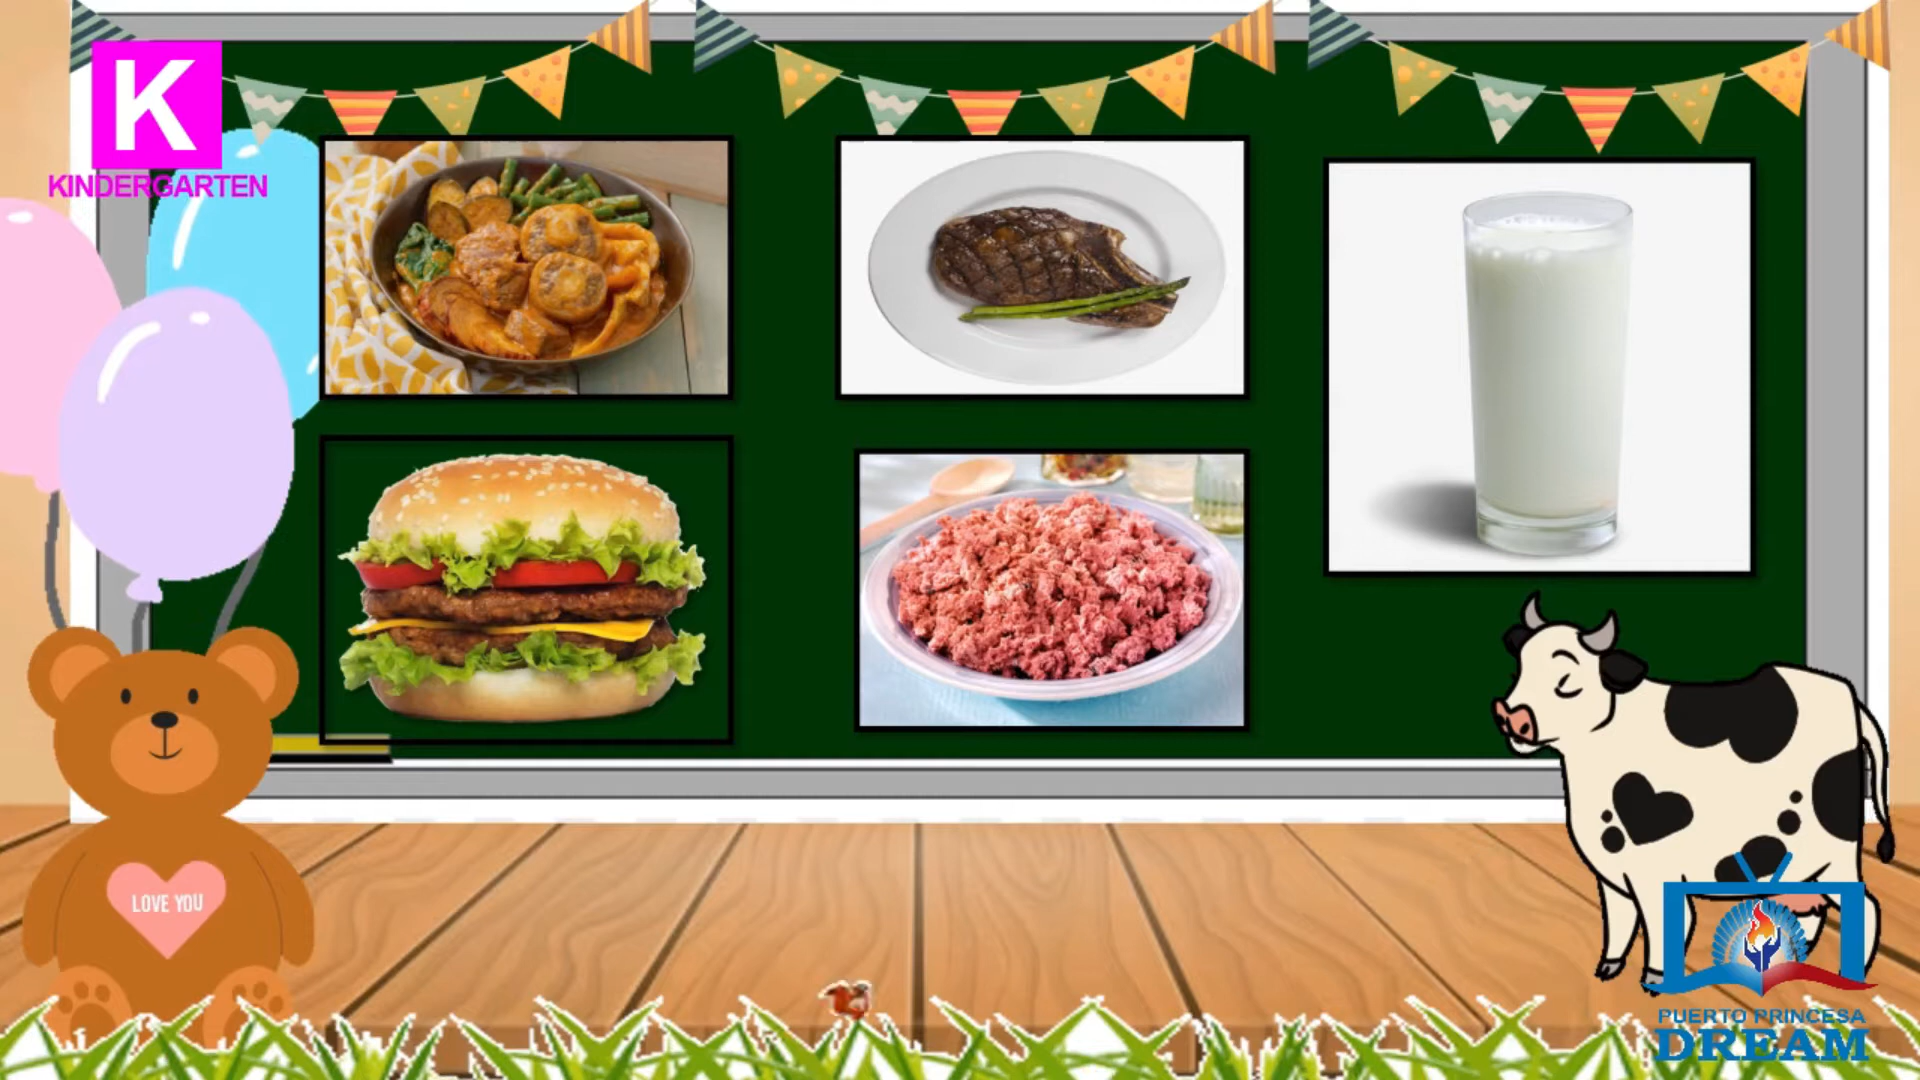 K
KINDERGARTEN
LOVE YOU
PUERTO PRINCESA
DREAM